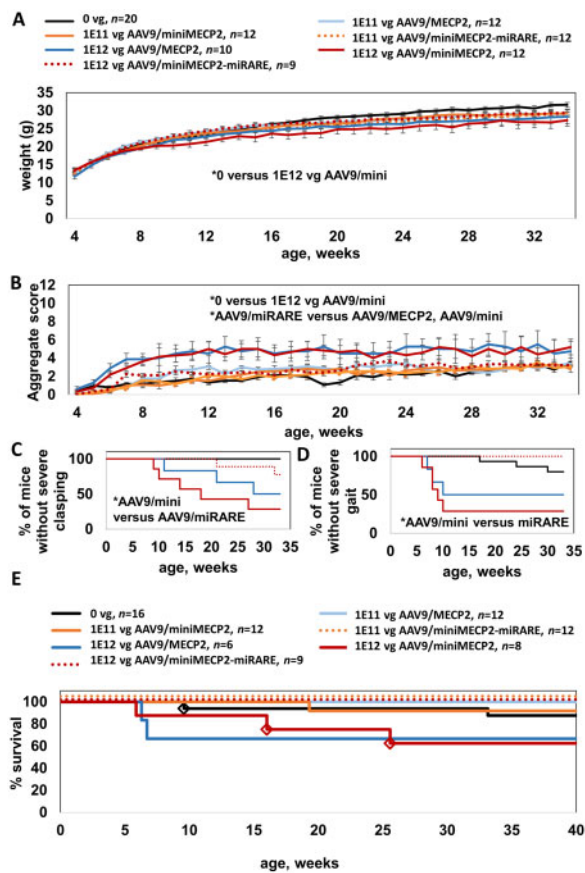 A
0 vg, n=20
1E11 vg AAV9/MECP2, n=12
1E11 vg AAV9/miniMECP2, n=12
1E11 vg AAV9/miniMECP2-miRARE, n=12
1E12 vg AAV9/MECP2, n=10
1E12 vg AAV9/miniMECP2, n=12
1E12 vg AAV9/miniMECP2-miRARE, n=9
weight (g)
35
30
25
20
15
10
5
0
*0 versus 1E12 vg AAV9/mini
4 8 12 16 20 24 28 32
age, weeks
B
Aggregate score
12
10
8
6
4
2
0
*0 versus 1E12 vg AAV9/mini
*AAV9/miRARE versus AAV9/MECP2, AAV9/mini
4 8 12 16 20 24 28 32
age, weeks
C
% of mice without severe clasping
100
50
0
*AAV9/mini
versus AAV9/miRARE
0 5 10 15 20 25 30 35
age, weeks
D
% of mice without severe gait
100
50
0
*AAV9/mini versus miRARE
0 5 10 15 20 25 30 35
age, weeks
E
0 vg, n=16
1E11 vg AAV9/MECP2, n=12
1E11 vg AAV9/miniMECP2, n=12
1E11 vg AAV9/miniMECP2-miRARE, n=12
1E12 vg AAV9/MECP2, n=6
1E12 vg AAV9/miniMECP2, n=8
1E12 vg AAV9/miniMECP2-miRARE, n=9
% survival
100
80
60
40
20
0
0 5 10 15 20 25 30 35 40
age, weeks